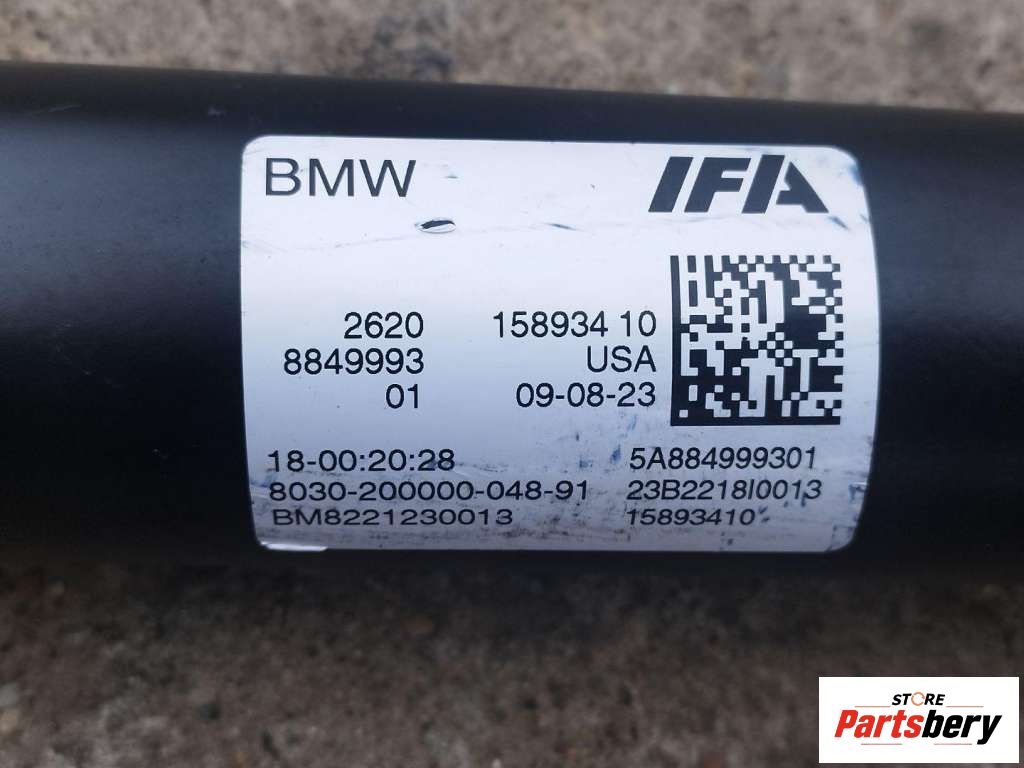 BMW IFA
2620 158934 10
8849993 USA
01 09-08-23
18-00:20:28 5A884999301
8030-200000-048-91 23B2218I0013
BM8221230013 15893410
STORE
Partsbery